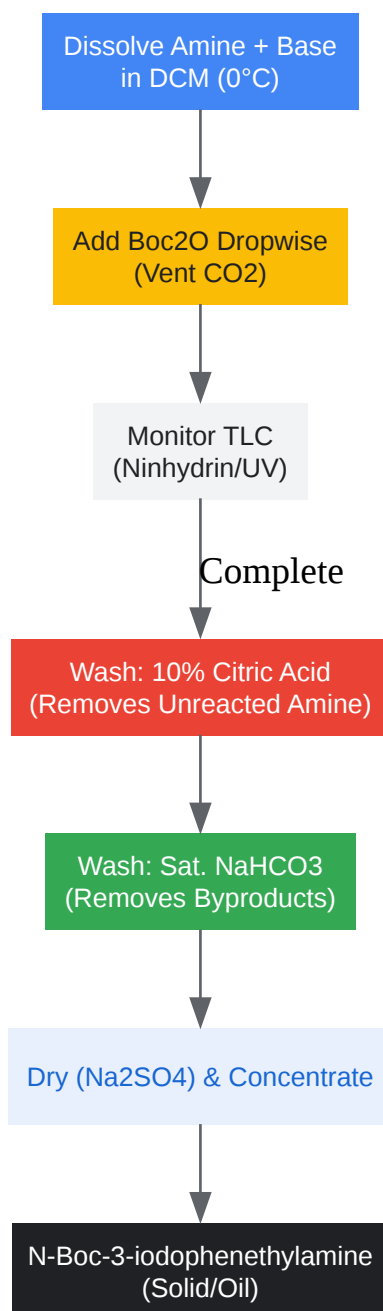 Dissolve Amine + Base
in DCM (0°C)
Add Boc2O Dropwise
(Vent CO2)
Monitor TLC
(Ninhydrin/UV)
Complete
Wash: 10% Citric Acid
(Removes Unreacted Amine)
Wash: Sat. NaHCO3
(Removes Byproducts)
Dry (Na2SO4) & Concentrate
N-Boc-3-iodophenethylamine
(Solid/Oil)